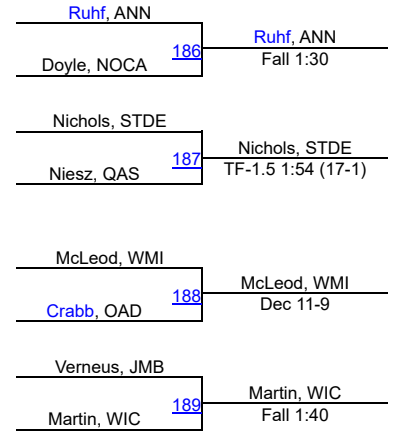 Ruhf, ANN
186
Ruhf, ANN
Doyle, NOCA
Fall 1:30
Nichols, STDE
187
Nichols, STDE
Niesz, QAS
TF-1.5 1:54 (17-1)
McLeod, WMI
188
McLeod, WMI
Crabb, OAD
Dec 11-9
Verneus, JMB
189
Martin, WIC
Martin, WIC
Fall 1:40